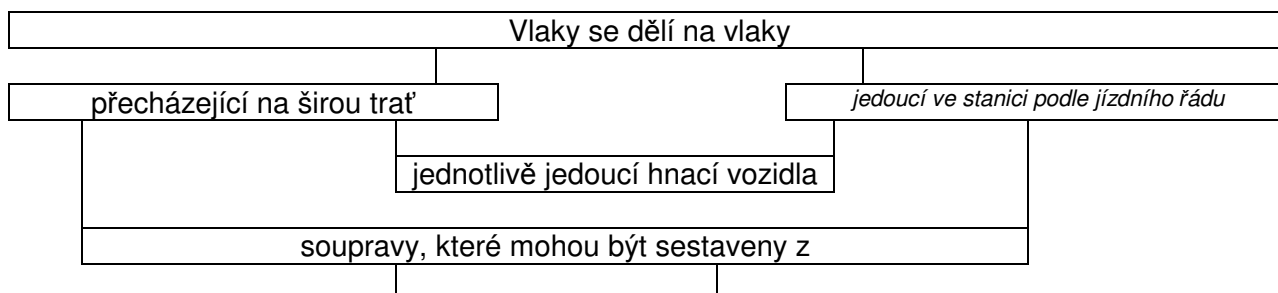 Vlaky se dělí na vlaky
přecházející na širou trať
jedoucí ve stanici podle jízdního řádu
jednotlivě jedoucí hnací vozidla
soupravy, které mohou být sestaveny z